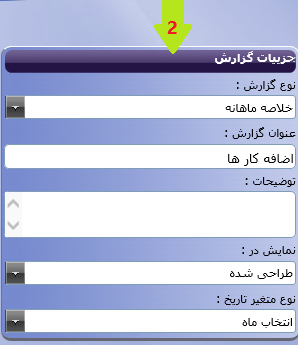 2
جزییات گزارش
نوع گزارش :
خلاصه ماهانه
عنوان گزارش :
اضافه کار ها
توضیحات :
نمایش در :
طراحی شده
نوع متغیر تاریخ :
انتخاب ماه